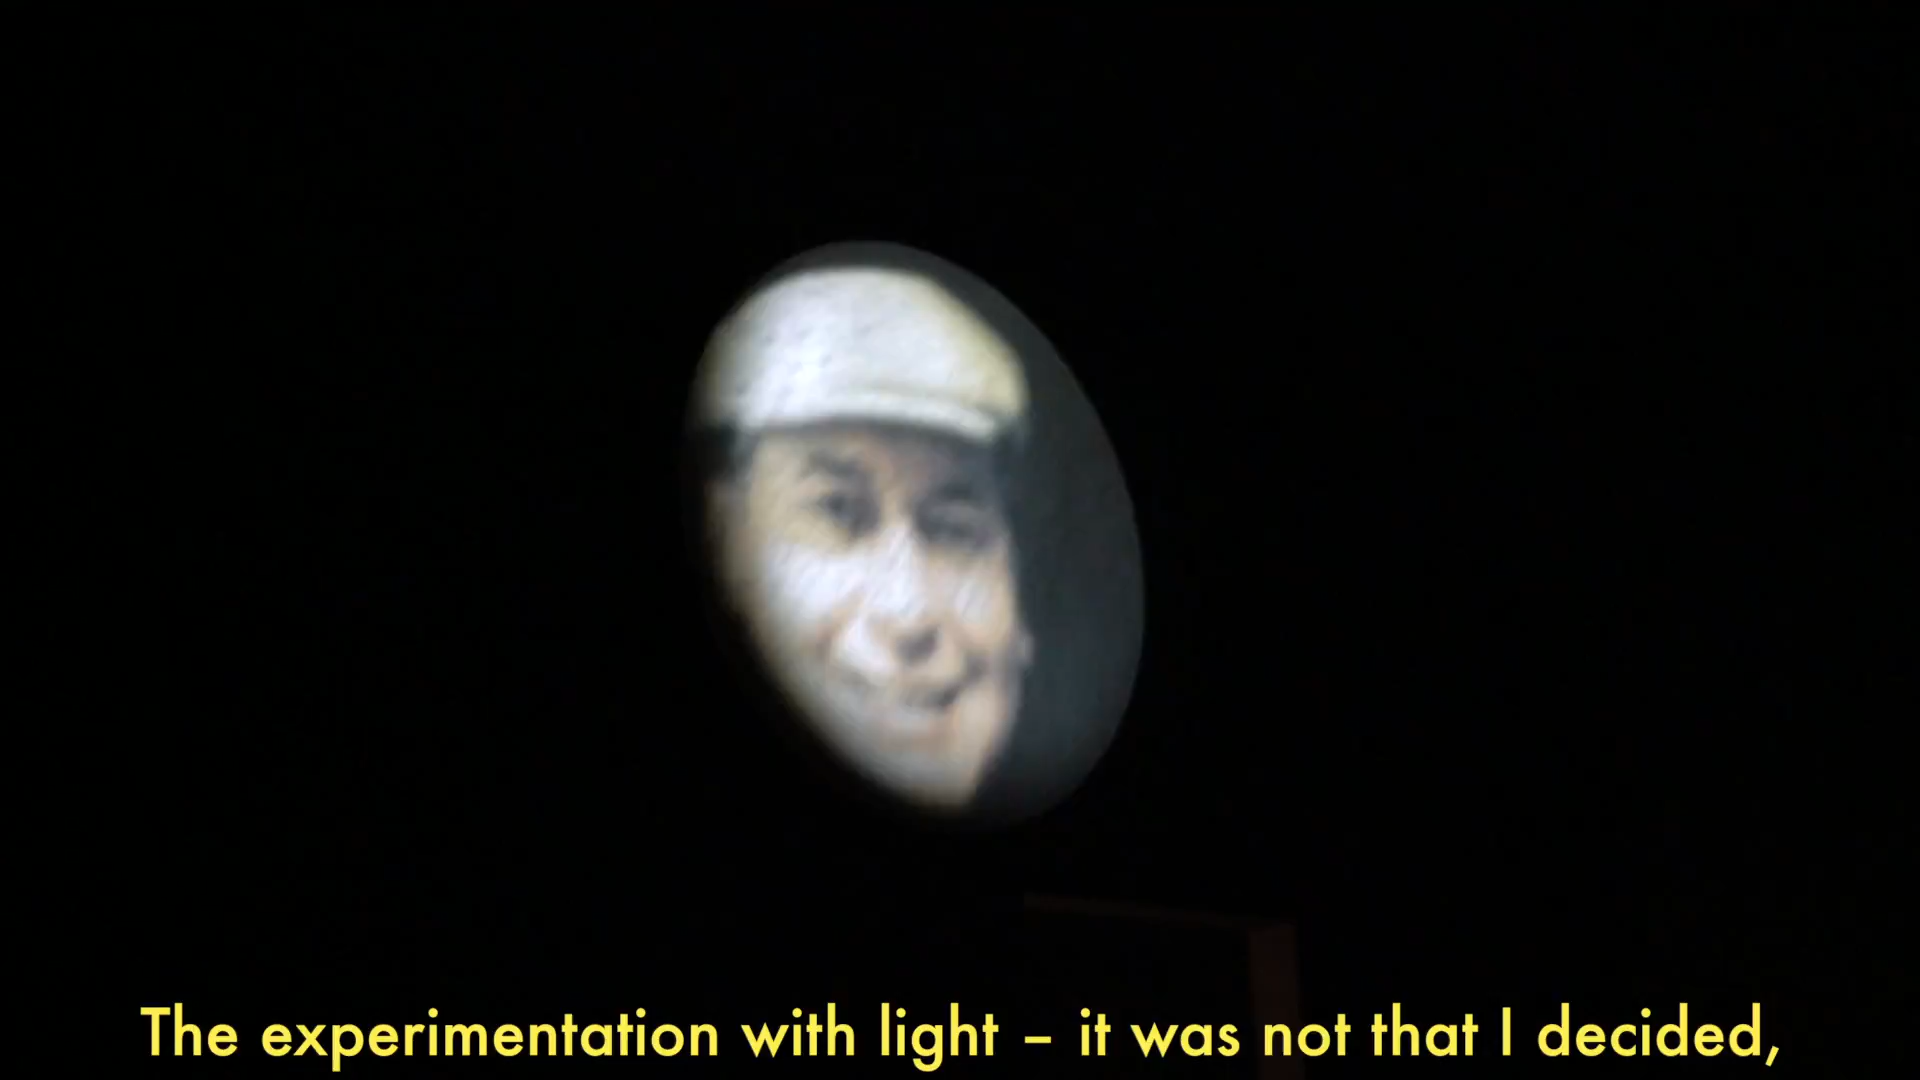 The experimentation with light – it was not that I decided,